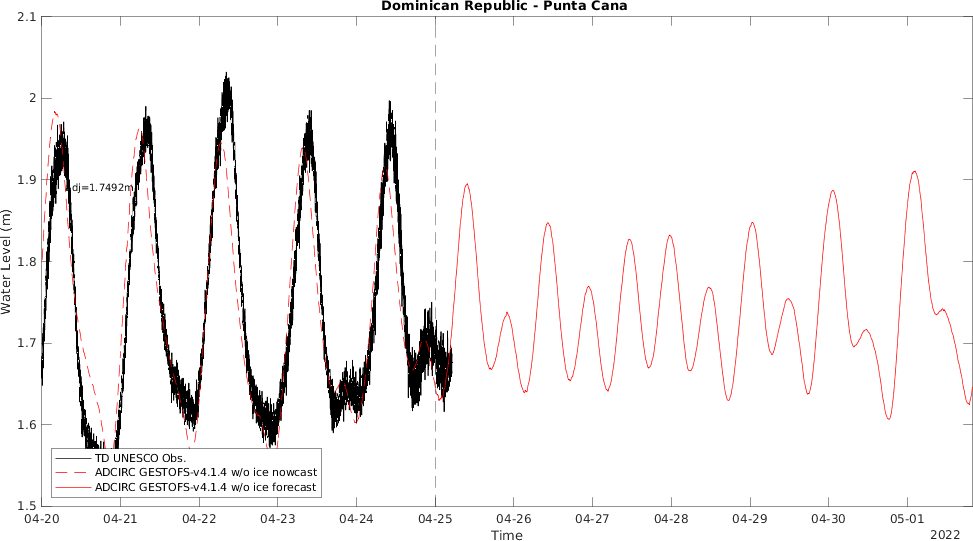 Dominican Republic - Punta Cana
2.1
2
1.9
1.8
1.7
1.6
1.5
Water Level (m)
dj=1.7492m
TD UNESCO Obs.
ADCIRC GESTOFS-v4.1.4 w/o ice nowcast
ADCIRC GESTOFS-v4.1.4 w/o ice forecast
04-20 04-21 04-22 04-23 04-24 04-25 04-26 04-27 04-28 04-29 04-30 05-01
Time
2022